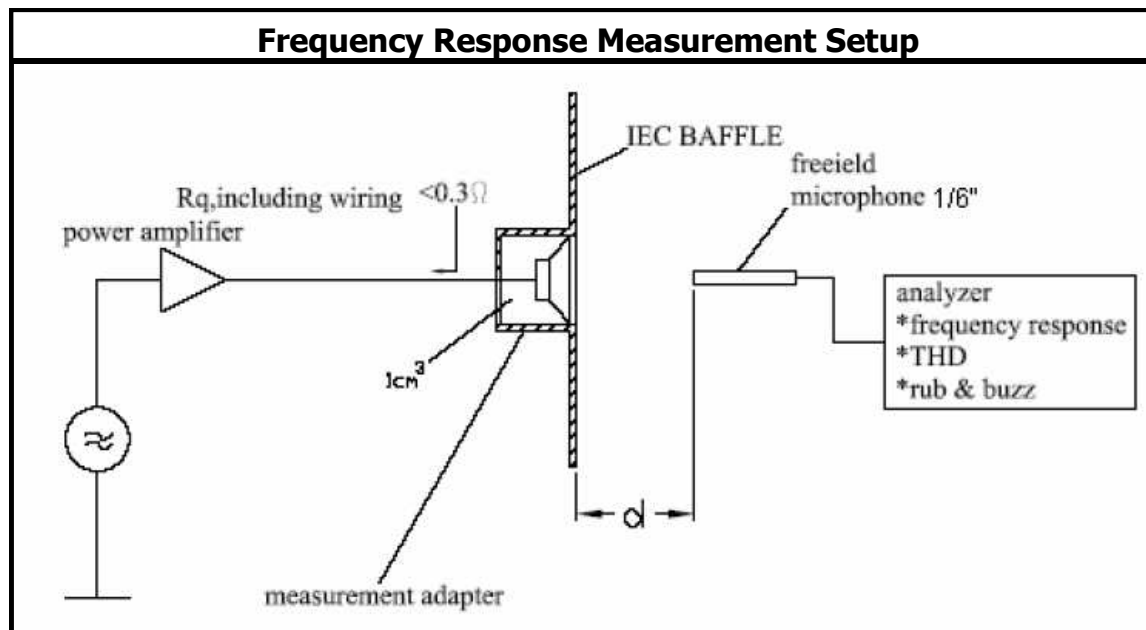 Frequency Response Measurement Setup
IEC BAFFLE
freeield
microphone 1/6"
Rq,including wiring <0.3Ω
power amplifier
analyzer
*frequency response
*THD
*rub & buzz
1cm³
d
measurement adapter